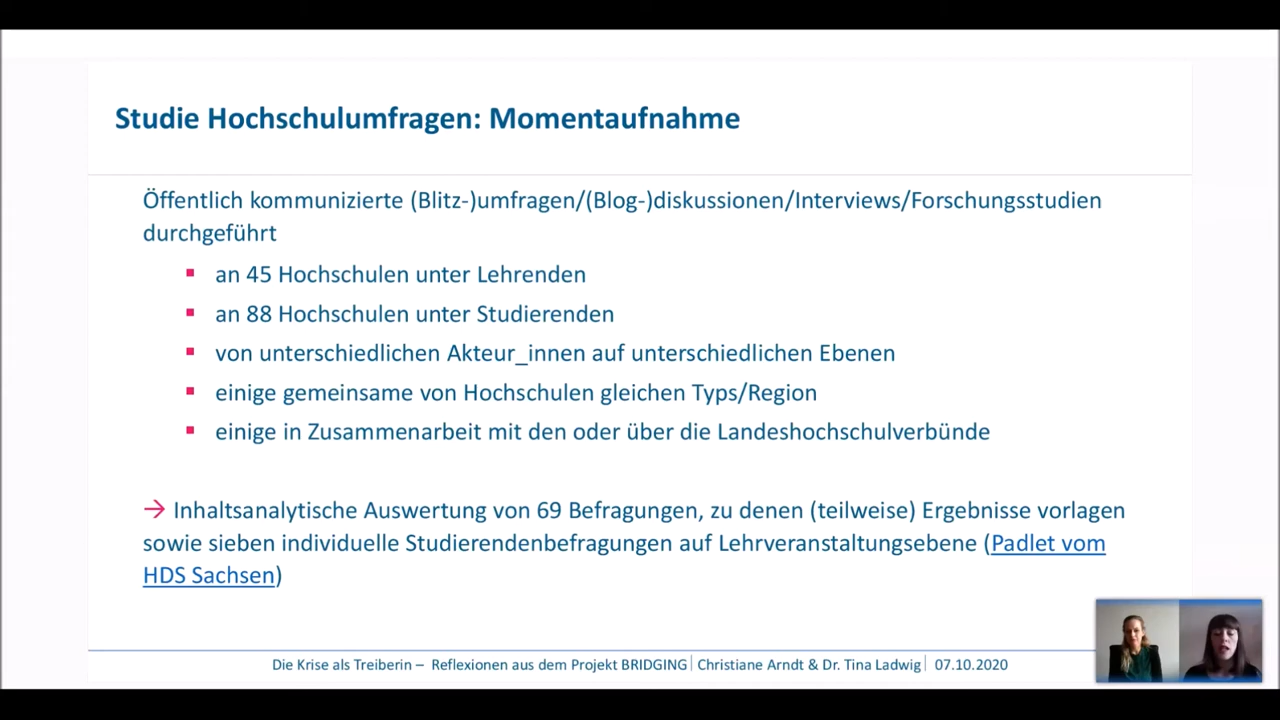 Studie Hochschulumfragen: Momentaufnahme
Öffentlich kommunizierte (Blitz-)umfragen/(Blog-)diskussionen/Interviews/Forschungsstudien
durchgeführt
▪ an 45 Hochschulen unter Lehrenden
▪ an 88 Hochschulen unter Studierenden
▪ von unterschiedlichen Akteur_innen auf unterschiedlichen Ebenen
▪ einige gemeinsame von Hochschulen gleichen Typs/Region
▪ einige in Zusammenarbeit mit den oder über die Landeshochschulverbünde
→ Inhaltsanalytische Auswertung von 69 Befragungen, zu denen (teilweise) Ergebnisse vorlagen
sowie sieben individuelle Studierendenbefragungen auf Lehrveranstaltungsebene (Padlet vom
HDS Sachsen)
Die Krise als Treiberin – Reflexionen aus dem Projekt BRIDGING | Christiane Arndt & Dr. Tina Ladwig | 07.10.2020